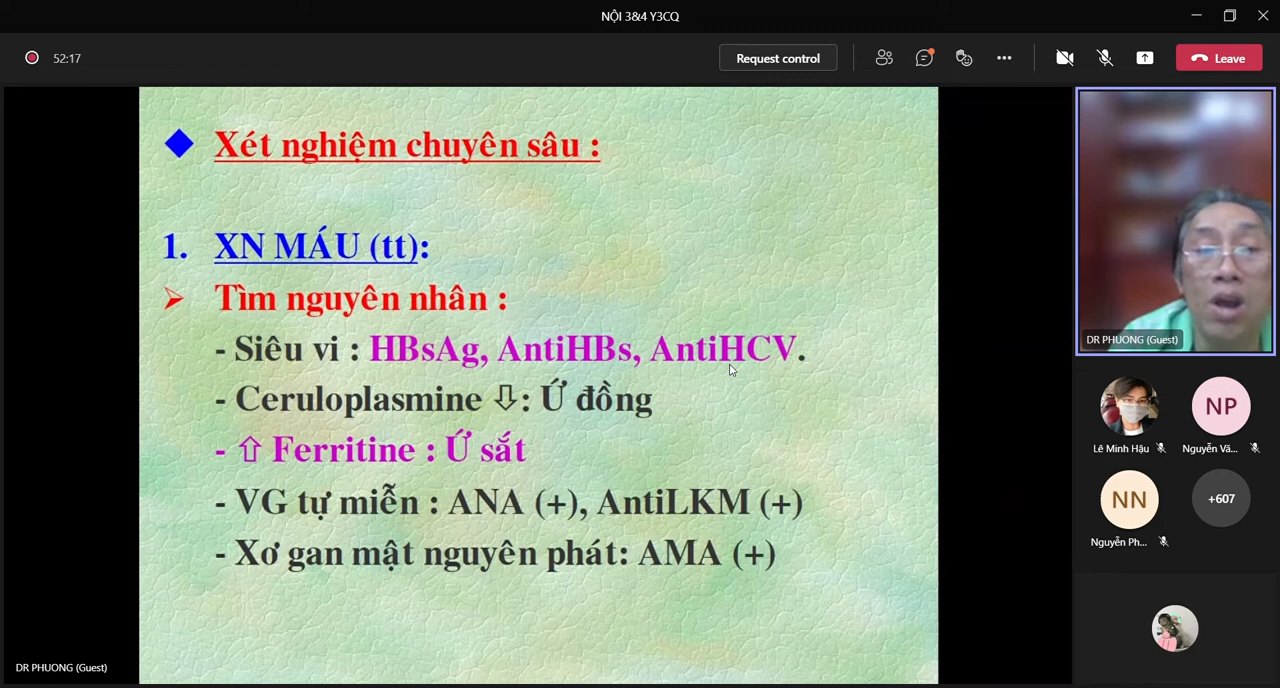 NỘI 3&4 Y3CQ
52:17
Request control
Leave
Xét nghiệm chuyên sâu :
1. XN MÁU (tt):
➢ Tìm nguyên nhân :
- Siêu vi : HBsAg, AntiHBs, AntiHCV.
- Ceruloplasmine ⇩: Ứ đồng
- ⇧ Ferritine : Ứ sắt
- VG tự miễn : ANA (+), AntiLKM (+)
- Xơ gan mật nguyên phát: AMA (+)
DR PHUONG (Guest)
NP
Lê Minh Hậu
Nguyễn Vă...
NN
+607
Nguyễn Ph...
DR PHUONG (Guest)